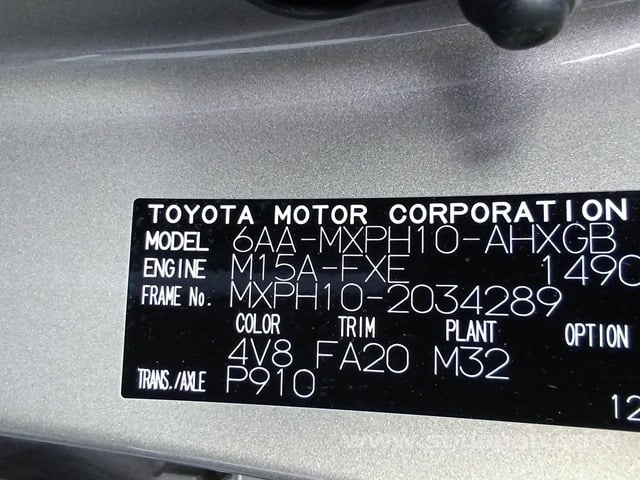 TOYOTA MOTOR CORPORATION
MODEL 6AA-MXPH10-AHXGB
ENGINE M15A-FXE 1490
FRAME No. MXPH10-2034289
COLOR TRIM PLANT OPTION
4V8 FA20 M32
TRANS./AXLE P910
12